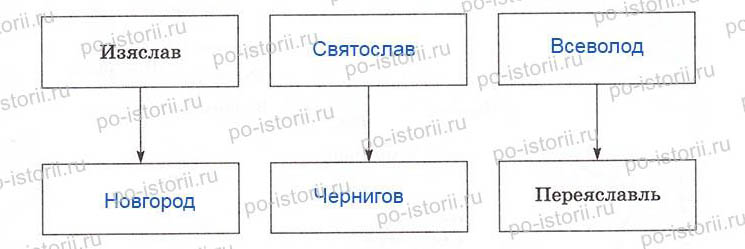 Изяслав Святослав Всеволод
Новгород Чернигов Переяславль
po-istorii.ru